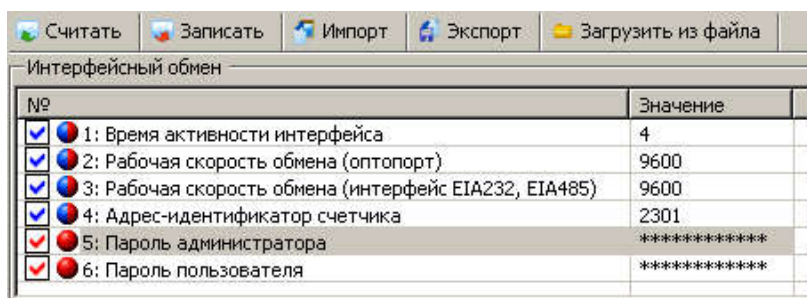 Считать Записать Импорт Экспорт Загрузить из файла
Интерфейсный обмен
№ Значение
1: Время активности интерфейса 4
2: Рабочая скорость обмена (оптопорт) 9600
3: Рабочая скорость обмена (интерфейс EIA232, EIA485) 9600
4: Адрес-идентификатор счетчика 2301
5: Пароль администратора ************
6: Пароль пользователя ************